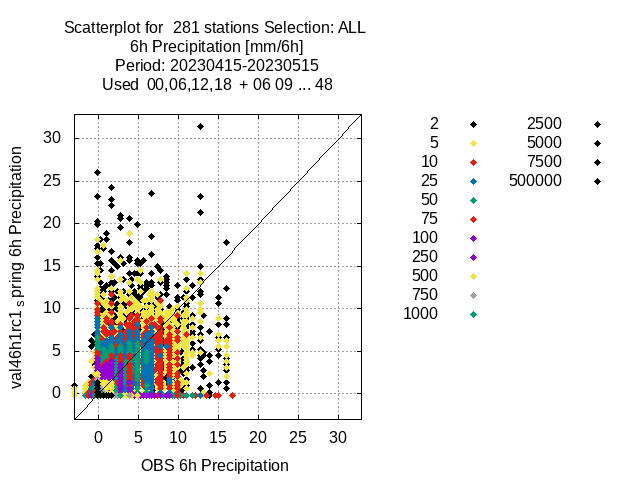 Scatterplot for 281 stations Selection: ALL
6h Precipitation [mm/6h]
Period: 20230415-20230515
Used 00,06,12,18 + 06 09 ... 48
30
25
20
15
10
5
0
0 5 10 15 20 25 30
val46h1rc1_s pring 6h Precipitation
OBS 6h Precipitation
2 2500
5 5000
10 7500
25 500000
50
75
100
250
500
750
1000